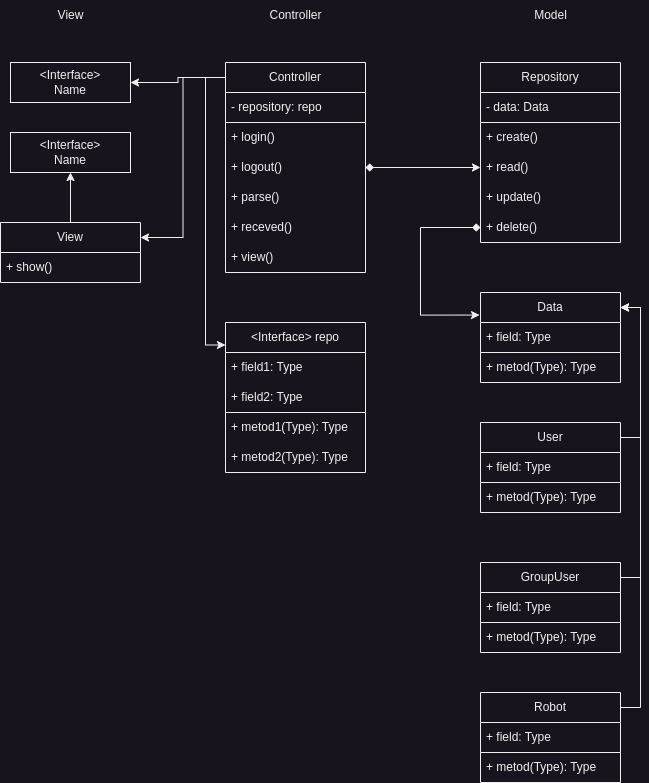 View
Controller
Model
<Interface>
Name
<Interface>
Name
View
+ show()
Controller
- repository: repo
+ login()
+ logout()
+ parse()
+ receved()
+ view()
<Interface> repo
+ field1: Type
+ field2: Type
+ metod1(Type): Type
+ metod2(Type): Type
Repository
- data: Data
+ create()
+ read()
+ update()
+ delete()
Data
+ field: Type
+ metod(Type): Type
User
+ field: Type
+ metod(Type): Type
GroupUser
+ field: Type
+ metod(Type): Type
Robot
+ field: Type
+ metod(Type): Type